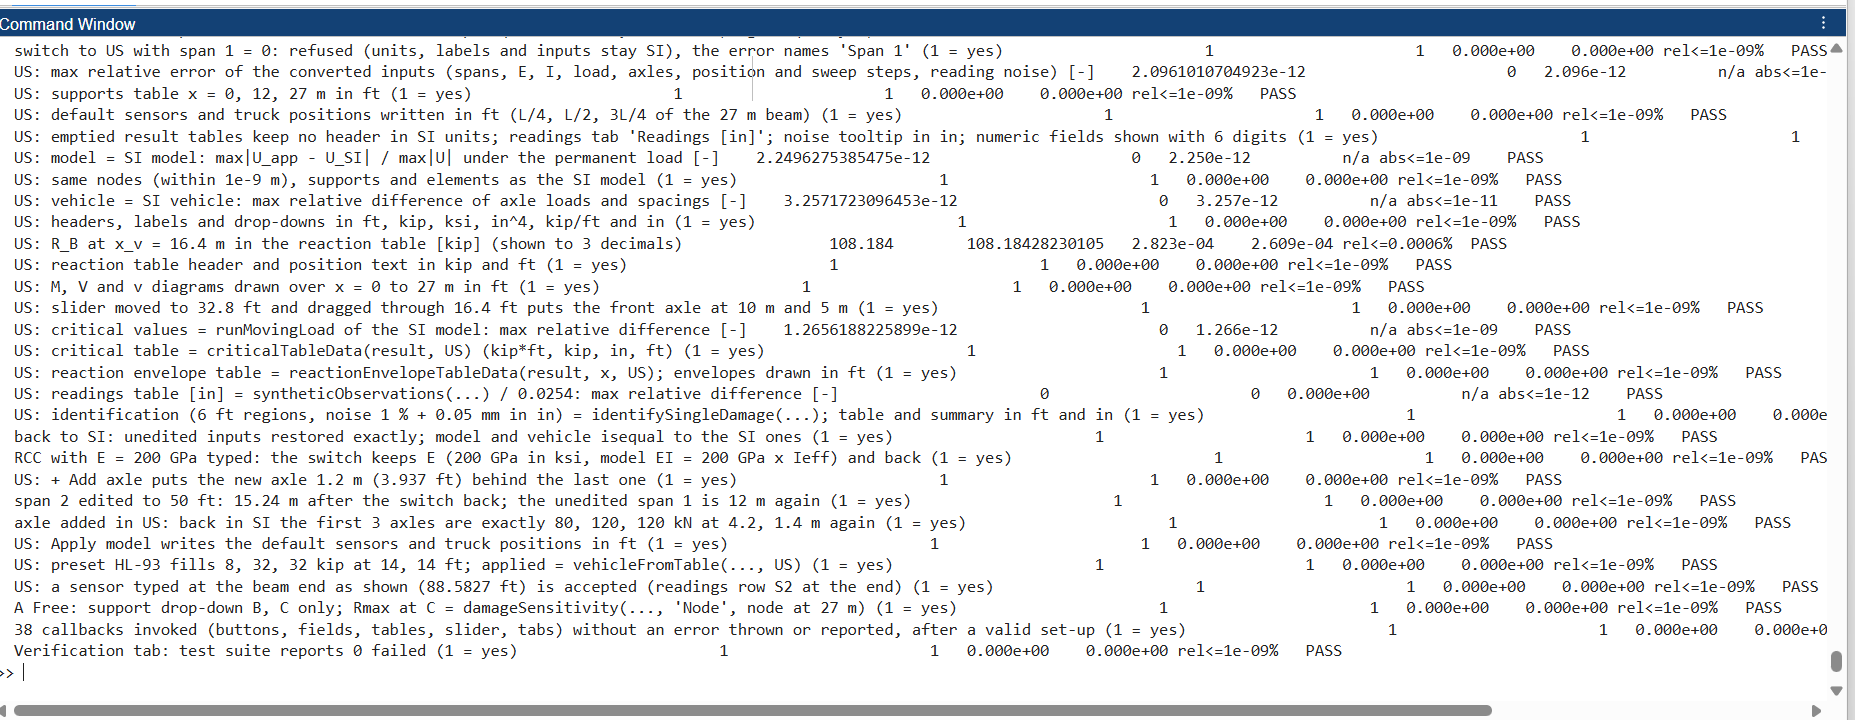 Command Window
switch to US with span 1 = 0: refused (units, labels and inputs stay SI), the error names 'Span 1' (1 = yes) 1 1 0.000e+00 0.000e+00 rel<=1e-09% PASS
US: max relative error of the converted inputs (spans, E, I, load, axles, position and sweep steps, reading noise) [-] 2.0961010704923e-12 0 2.096e-12 n/a abs<=1e-
US: supports table x = 0, 12, 27 m in ft (1 = yes) 1 1 0.000e+00 0.000e+00 rel<=1e-09% PASS
US: default sensors and truck positions written in ft (L/4, L/2, 3L/4 of the 27 m beam) (1 = yes) 1 1 0.000e+00 0.000e+00 rel<=1e-09% PASS
US: emptied result tables keep no header in SI units; readings tab 'Readings [in]'; noise tooltip in in; numeric fields shown with 6 digits (1 = yes) 1 1
US: model = SI model: max|U_app - U_SI| / max|U| under the permanent load [-] 2.2496275385475e-12 0 2.250e-12 n/a abs<=1e-09 PASS
US: same nodes (within 1e-9 m), supports and elements as the SI model (1 = yes) 1 1 0.000e+00 0.000e+00 rel<=1e-09% PASS
US: vehicle = SI vehicle: max relative difference of axle loads and spacings [-] 3.2571723096453e-12 0 3.257e-12 n/a abs<=1e-11 PASS
US: headers, labels and drop-downs in ft, kip, ksi, in^4, kip/ft and in (1 = yes) 1 1 0.000e+00 0.000e+00 rel<=1e-09% PASS
US: R_B at x_v = 16.4 m in the reaction table [kip] (shown to 3 decimals) 108.184 108.18428230105 2.823e-04 2.609e-04 rel<=0.0006% PASS
US: reaction table header and position text in kip and ft (1 = yes) 1 1 0.000e+00 0.000e+00 rel<=1e-09% PASS
US: M, V and v diagrams drawn over x = 0 to 27 m in ft (1 = yes) 1 1 0.000e+00 0.000e+00 rel<=1e-09% PASS
US: slider moved to 32.8 ft and dragged through 16.4 ft puts the front axle at 10 m and 5 m (1 = yes) 1 1 0.000e+00 0.000e+00 rel<=1e-09% PASS
US: critical values = runMovingLoad of the SI model: max relative difference [-] 1.2656188225899e-12 0 1.266e-12 n/a abs<=1e-09 PASS
US: critical table = criticalTableData(result, US) (kip*ft, kip, in, ft) (1 = yes) 1 1 0.000e+00 0.000e+00 rel<=1e-09% PASS
US: reaction envelope table = reactionEnvelopeTableData(result, x, US); envelopes drawn in ft (1 = yes) 1 1 0.000e+00 0.000e+00 rel<=1e-09% PASS
US: readings table [in] = syntheticObservations(...) / 0.0254: max relative difference [-] 0 0 0.000e+00 n/a abs<=1e-12 PASS
US: identification (6 ft regions, noise 1 % + 0.05 mm in in) = identifySingleDamage(...); table and summary in ft and in (1 = yes) 1 1 0.000e+00 0.000e
back to SI: unedited inputs restored exactly; model and vehicle isequal to the SI ones (1 = yes) 1 1 0.000e+00 0.000e+00 rel<=1e-09% PASS
RCC with E = 200 GPa typed: the switch keeps E (200 GPa in ksi, model EI = 200 GPa x Ieff) and back (1 = yes) 1 1 0.000e+00 0.000e+00 rel<=1e-09% PAS
US: + Add axle puts the new axle 1.2 m (3.937 ft) behind the last one (1 = yes) 1 1 0.000e+00 0.000e+00 rel<=1e-09% PASS
span 2 edited to 50 ft: 15.24 m after the switch back; the unedited span 1 is 12 m again (1 = yes) 1 1 0.000e+00 0.000e+00 rel<=1e-09% PASS
axle added in US: back in SI the first 3 axles are exactly 80, 120, 120 kN at 4.2, 1.4 m again (1 = yes) 1 1 0.000e+00 0.000e+00 rel<=1e-09% PASS
US: Apply model writes the default sensors and truck positions in ft (1 = yes) 1 1 0.000e+00 0.000e+00 rel<=1e-09% PASS
US: preset HL-93 fills 8, 32, 32 kip at 14, 14 ft; applied = vehicleFromTable(..., US) (1 = yes) 1 1 0.000e+00 0.000e+00 rel<=1e-09% PASS
US: a sensor typed at the beam end as shown (88.5827 ft) is accepted (readings row S2 at the end) (1 = yes) 1 1 0.000e+00 0.000e+00 rel<=1e-09% PASS
A Free: support drop-down B, C only; Rmax at C = damageSensitivity(..., 'Node', node at 27 m) (1 = yes) 1 1 0.000e+00 0.000e+00 rel<=1e-09% PASS
38 callbacks invoked (buttons, fields, tables, slider, tabs) without an error thrown or reported, after a valid set-up (1 = yes) 1 1 0.000e+00 0.000e+0
Verification tab: test suite reports 0 failed (1 = yes) 1 1 0.000e+00 0.000e+00 rel<=1e-09% PASS
>>